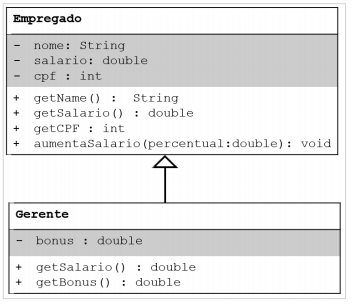 Empregado
- nome: String
- salario: double
- cpf : int
+ getName() : String
+ getSalario() : double
+ getCPF : int
+ aumentaSalario(percentual:double): void
Gerente
- bonus : double
+ getSalario() : double
+ getBonus() : double